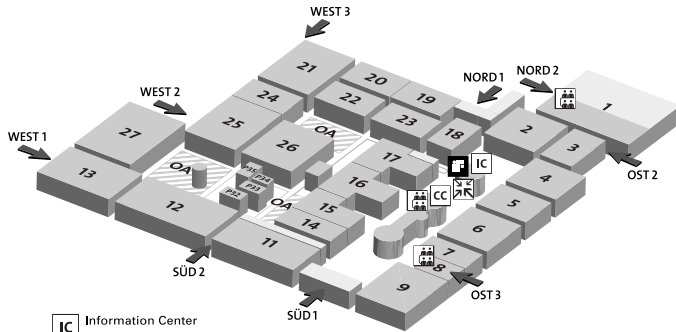 WEST 3
21
20
19
NORD 1
NORD 2
1
WEST 2
24
22
23
18
2
3
WEST 1
27
25
OA
26
17
IC
OST 2
13
OA
P35
P34
P33
P32
16
CC
4
12
OA
15
14
5
6
11
7
8
SÜD 2
9
OST 3
SÜD 1
IC Information Center